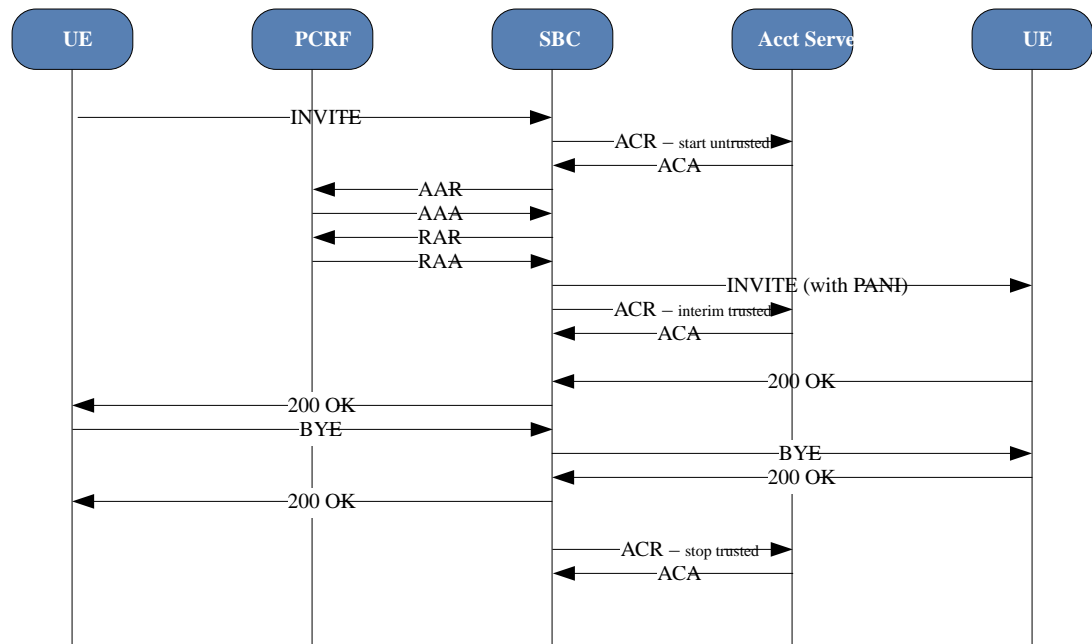 UE
PCRF
SBC
Acct Serve
UE
INVITE
ACR – start untrusted
ACA
AAR
AAA
RAR
RAA
INVITE (with PANI)
ACR – interim trusted
ACA
200 OK
200 OK
BYE
BYE
200 OK
200 OK
ACR – stop trusted
ACA